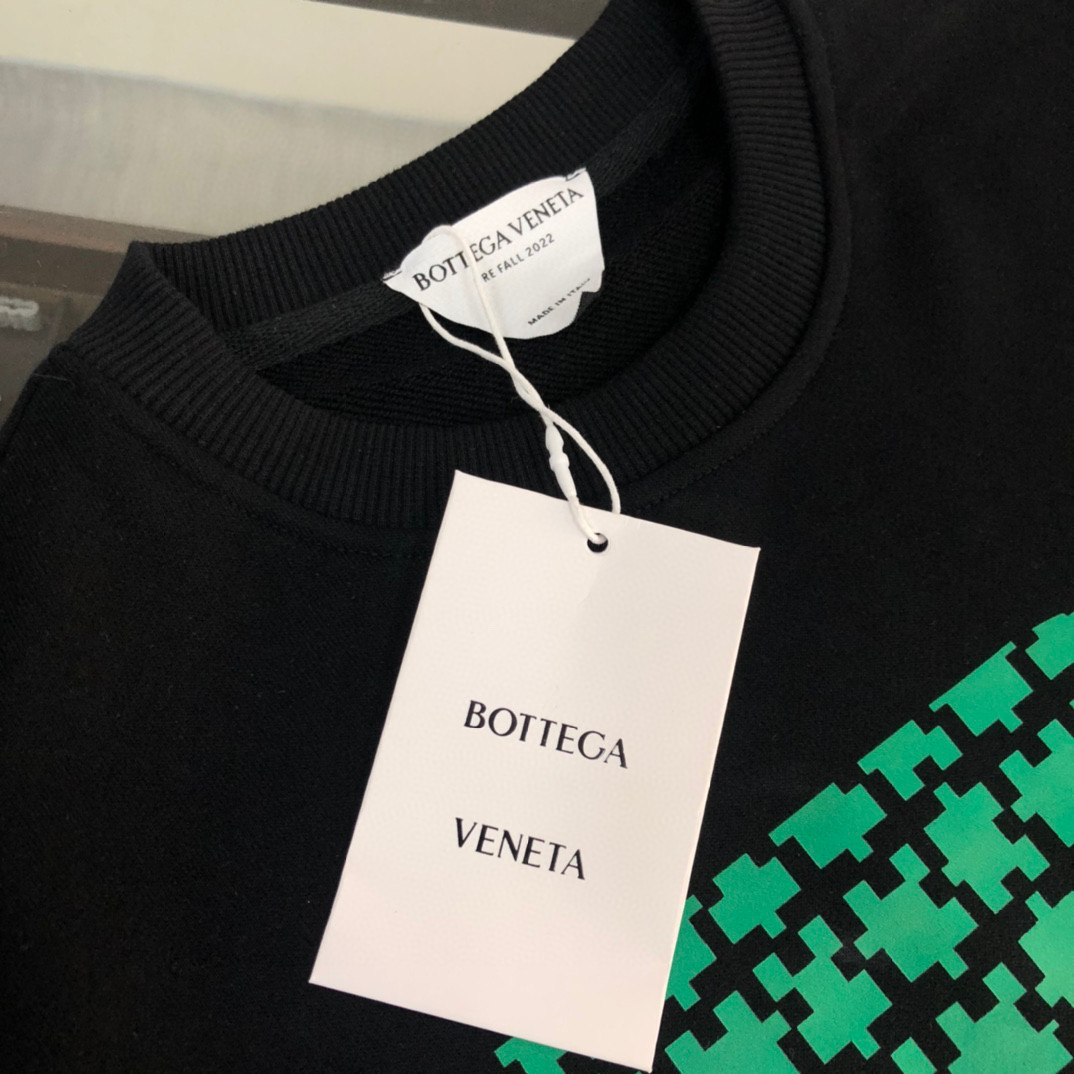 BOTTEGA VENETA
RE FALL 2022
MADE IN ITALY
BOTTEGA
VENETA